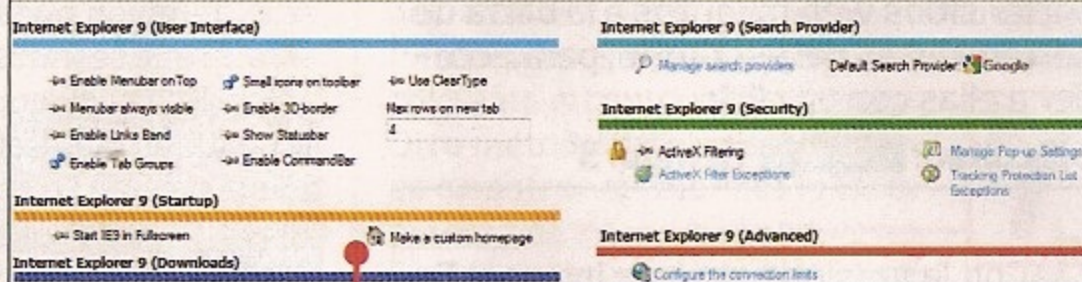 Internet Explorer 9 (User Interface)
Enable Menubar on Top
Small icons on toolbar
Use ClearType
Menubar always visible
Enable 3D-border
Max rows on new tab
Enable Links Band
Show Statusbar
4
Enable Tab Groups
Enable CommandBar
Internet Explorer 9 (Startup)
Start IE9 in Fullscreen
Make a custom homepage
Internet Explorer 9 (Downloads)
Internet Explorer 9 (Search Provider)
Manage search providers
Default Search Provider: Google
Internet Explorer 9 (Security)
ActiveX Filtering
Manage Pop-up Settings
ActiveX Filter Exceptions
Tracking Protection List
Exceptions
Internet Explorer 9 (Advanced)
Configure the connection limits